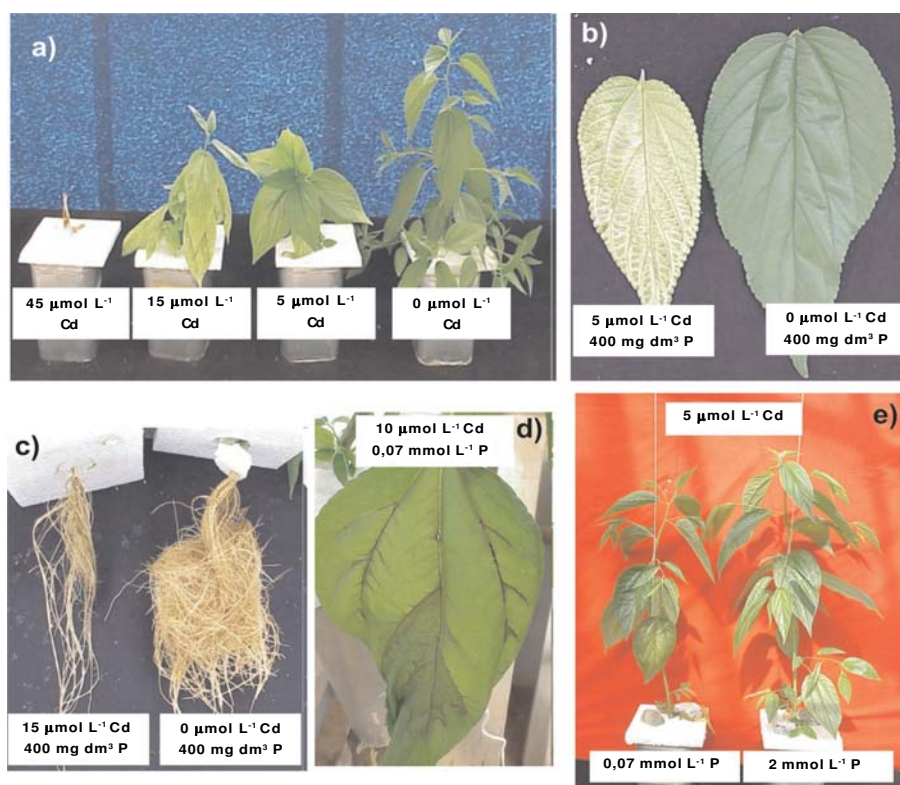 a)
45 µmol L⁻¹
Cd
15 µmol L⁻¹
Cd
5 µmol L⁻¹
Cd
0 µmol L⁻¹
Cd
b)
5 µmol L⁻¹ Cd
400 mg dm³ P
0 µmol L⁻¹ Cd
400 mg dm³ P
c)
15 µmol L⁻¹ Cd
400 mg dm³ P
0 µmol L⁻¹ Cd
400 mg dm³ P
d)
10 µmol L⁻¹ Cd
0,07 mmol L⁻¹ P
e)
5 µmol L⁻¹ Cd
0,07 mmol L⁻¹ P
2 mmol L⁻¹ P